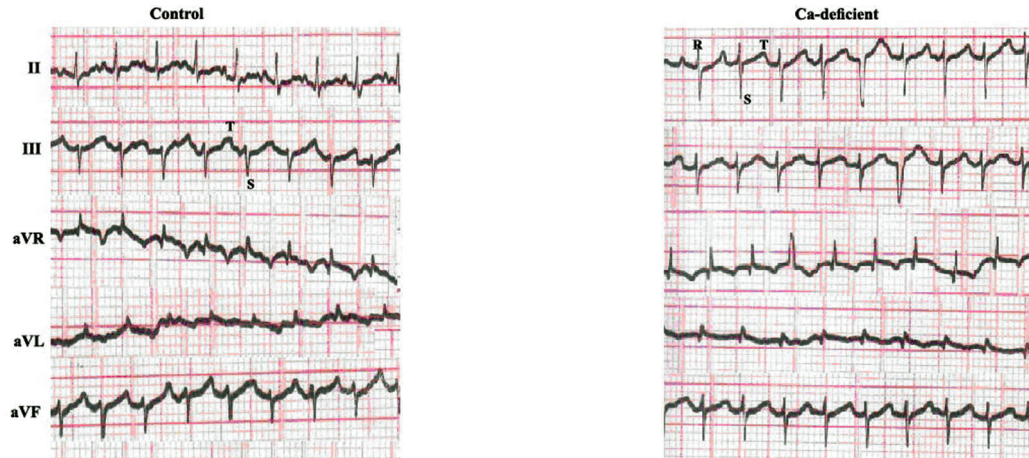 Control
Ca-deficient
II
R
T
S
III
T
S
aVR
aVL
aVF